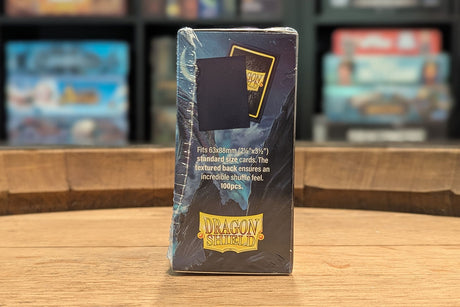 Fits 63x88mm (2½"x3½")
standard size cards. The
textured back ensures an
incredible shuffle feel.
100pcs.
DRAGON
SHIELD